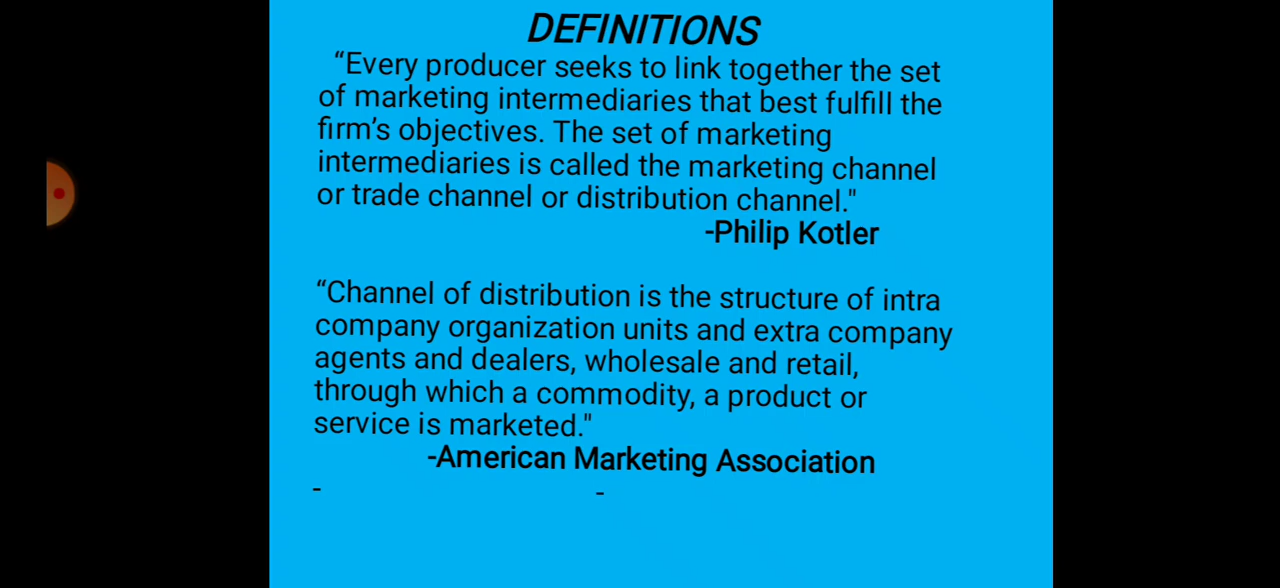 DEFINITIONS
“Every producer seeks to link together the set
of marketing intermediaries that best fulfill the
firm’s objectives. The set of marketing
intermediaries is called the marketing channel
or trade channel or distribution channel."
-Philip Kotler
“Channel of distribution is the structure of intra
company organization units and extra company
agents and dealers, wholesale and retail,
through which a commodity, a product or
service is marketed."
-American Marketing Association
- -